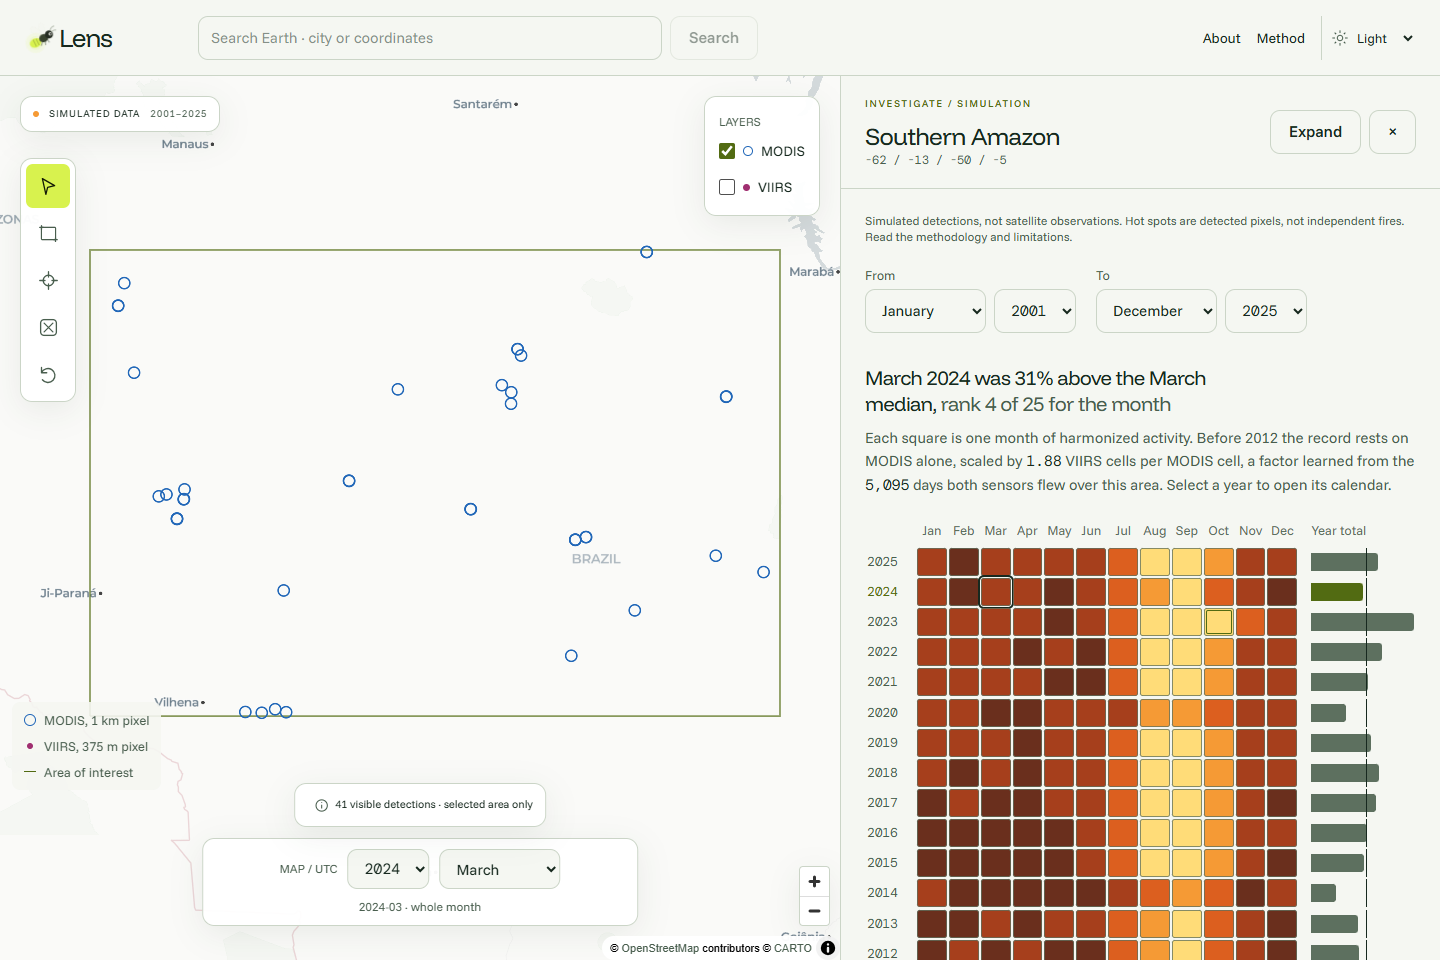 Lens
Search Earth · city or coordinates
Search
About
Method
Light
SIMULATED DATA 2001–2025
Santarém
Manaus
LAYERS
MODIS
VIIRS
Marabá
BRAZIL
Ji-Paraná
Vilhena
MODIS, 1 km pixel
VIIRS, 375 m pixel
Area of interest
41 visible detections · selected area only
MAP / UTC
2024
March
2024-03 · whole month
+
−
© OpenStreetMap contributors © CARTO
INVESTIGATE / SIMULATION
Southern Amazon
-62 / -13 / -50 / -5
Expand
×
Simulated detections, not satellite observations. Hot spots are detected pixels, not independent fires.
Read the methodology and limitations.
From
To
January
2001
December
2025
March 2024 was 31% above the March
median, rank 4 of 25 for the month
Each square is one month of harmonized activity. Before 2012 the record rests on
MODIS alone, scaled by 1.88 VIIRS cells per MODIS cell, a factor learned from the
5,095 days both sensors flew over this area. Select a year to open its calendar.
Jan Feb Mar Apr May Jun Jul Aug Sep Oct Nov Dec Year total
2025
2024
2023
2022
2021
2020
2019
2018
2017
2016
2015
2014
2013
2012